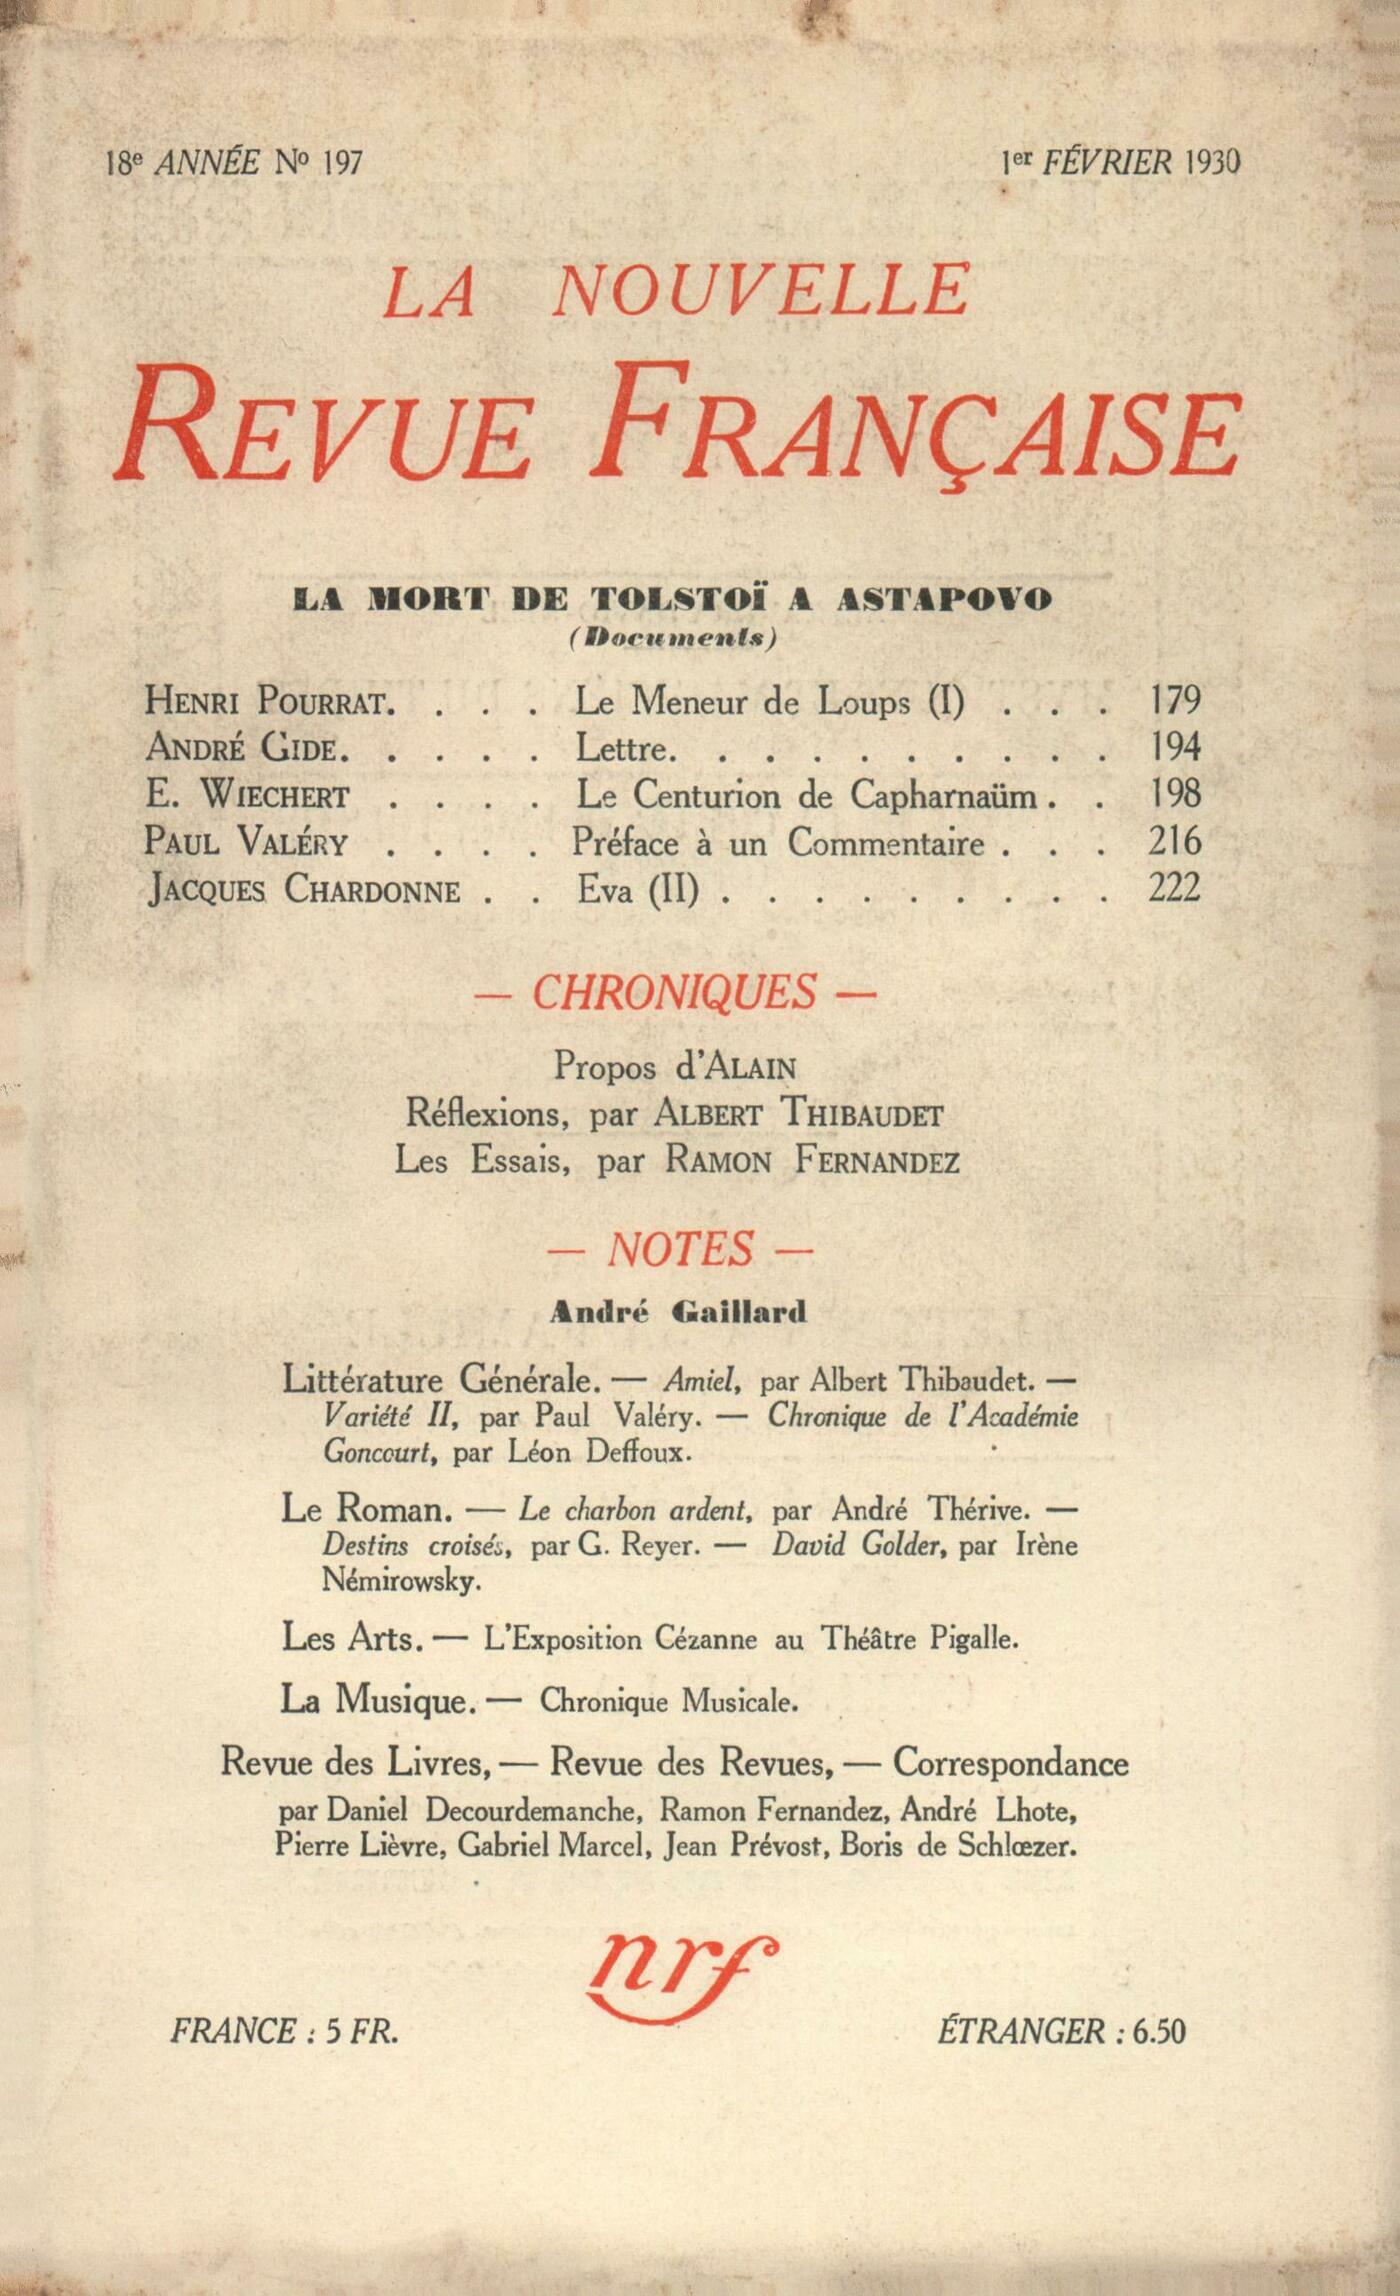 18e ANNÉE No 197
1er FÉVRIER 1930
LA NOUVELLE
REVUE FRANÇAISE
LA MORT DE TOLSTOÏ A ASTAPOVO
(Documents)
HENRI POURRAT. . . . Le Meneur de Loups (I) . . . 179
ANDRÉ GIDE. . . . . Lettre. . . . . . . . . . 194
E. WIECHERT . . . . Le Centurion de Capharnaüm . . 198
PAUL VALÉRY . . . . Préface à un Commentaire . . . 216
JACQUES CHARDONNE . . Eva (II) . . . . . . . . . 222
— CHRONIQUES —
Propos d'ALAIN
Réflexions, par ALBERT THIBAUDET
Les Essais, par RAMON FERNANDEZ
— NOTES —
André Gaillard
Littérature Générale. — Amiel, par Albert Thibaudet. —
Variété II, par Paul Valéry. — Chronique de l'Académie
Goncourt, par Léon Deffoux.
Le Roman. — Le charbon ardent, par André Thérive. —
Destins croisés, par G. Reyer. — David Golder, par Irène
Némirowsky.
Les Arts. — L'Exposition Cézanne au Théâtre Pigalle.
La Musique. — Chronique Musicale.
Revue des Livres, — Revue des Revues, — Correspondance
par Daniel Decourdemanche, Ramon Fernandez, André Lhote,
Pierre Lièvre, Gabriel Marcel, Jean Prévost, Boris de Schlœzer.
nrf
FRANCE : 5 FR.
ÉTRANGER : 6.50